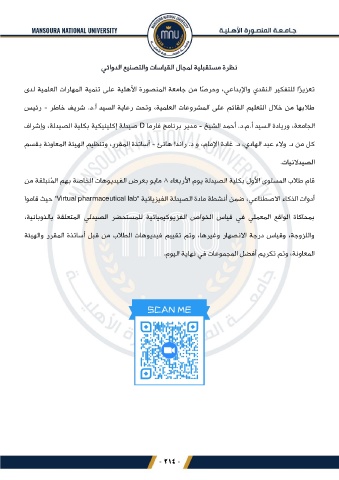 MANSOURA NATIONAL UNIVERSITY
جامعة المنصورة الأهلية
نظرة مستقبلية لمجال القياسات والتصنيع الدوائي
تعزيزًا للتفكير النقدي والإبداعي، وحرصًا من جامعة المنصورة الأهلية على تنمية المهارات العلمية لدى
طلابها من خلال التعليم القائم على المشروعات العلمية، وتحت رعاية السيد أ.د. شريف خاطر - رئيس
الجامعة، وريادة السيد أ.م.د. أحمد الشيخ - مدير برنامج فارما D صيدلة إكلينيكية بكلية الصيدلة، وإشراف
كل من د. ولاء عبد الهادي، د. غادة الإمام، و د. راندا هاني - أساتذة المقرر، وتنظيم الهيئة المعاونة بقسم
الصيدلانيات.
قام طلاب المستوى الأول بكلية الصيدلة يوم الأربعاء ٨ مايو بعرض الفيديوهات الخاصة بهم المُنبثقة من
أدوات الذكاء الاصطناعي، ضمن أنشطة مادة الصيدلة الفيزيائية "Virtual pharmaceutical lab" حيث قاموا
بمحاكاة الواقع المعملي في قياس الخواص الفزيوكيميائية للمستحضر الصيدلي المتعلقة بالذوبانية،
واللزوجة، وقياس درجة الانصهار وغيرها، وتم تقييم فيديوهات الطلاب من قبل أساتذة المقرر والهيئة
المعاونة، وتم تكريم أفضل المجموعات في نهاية اليوم.
SCAN ME
- ٢١٤ -